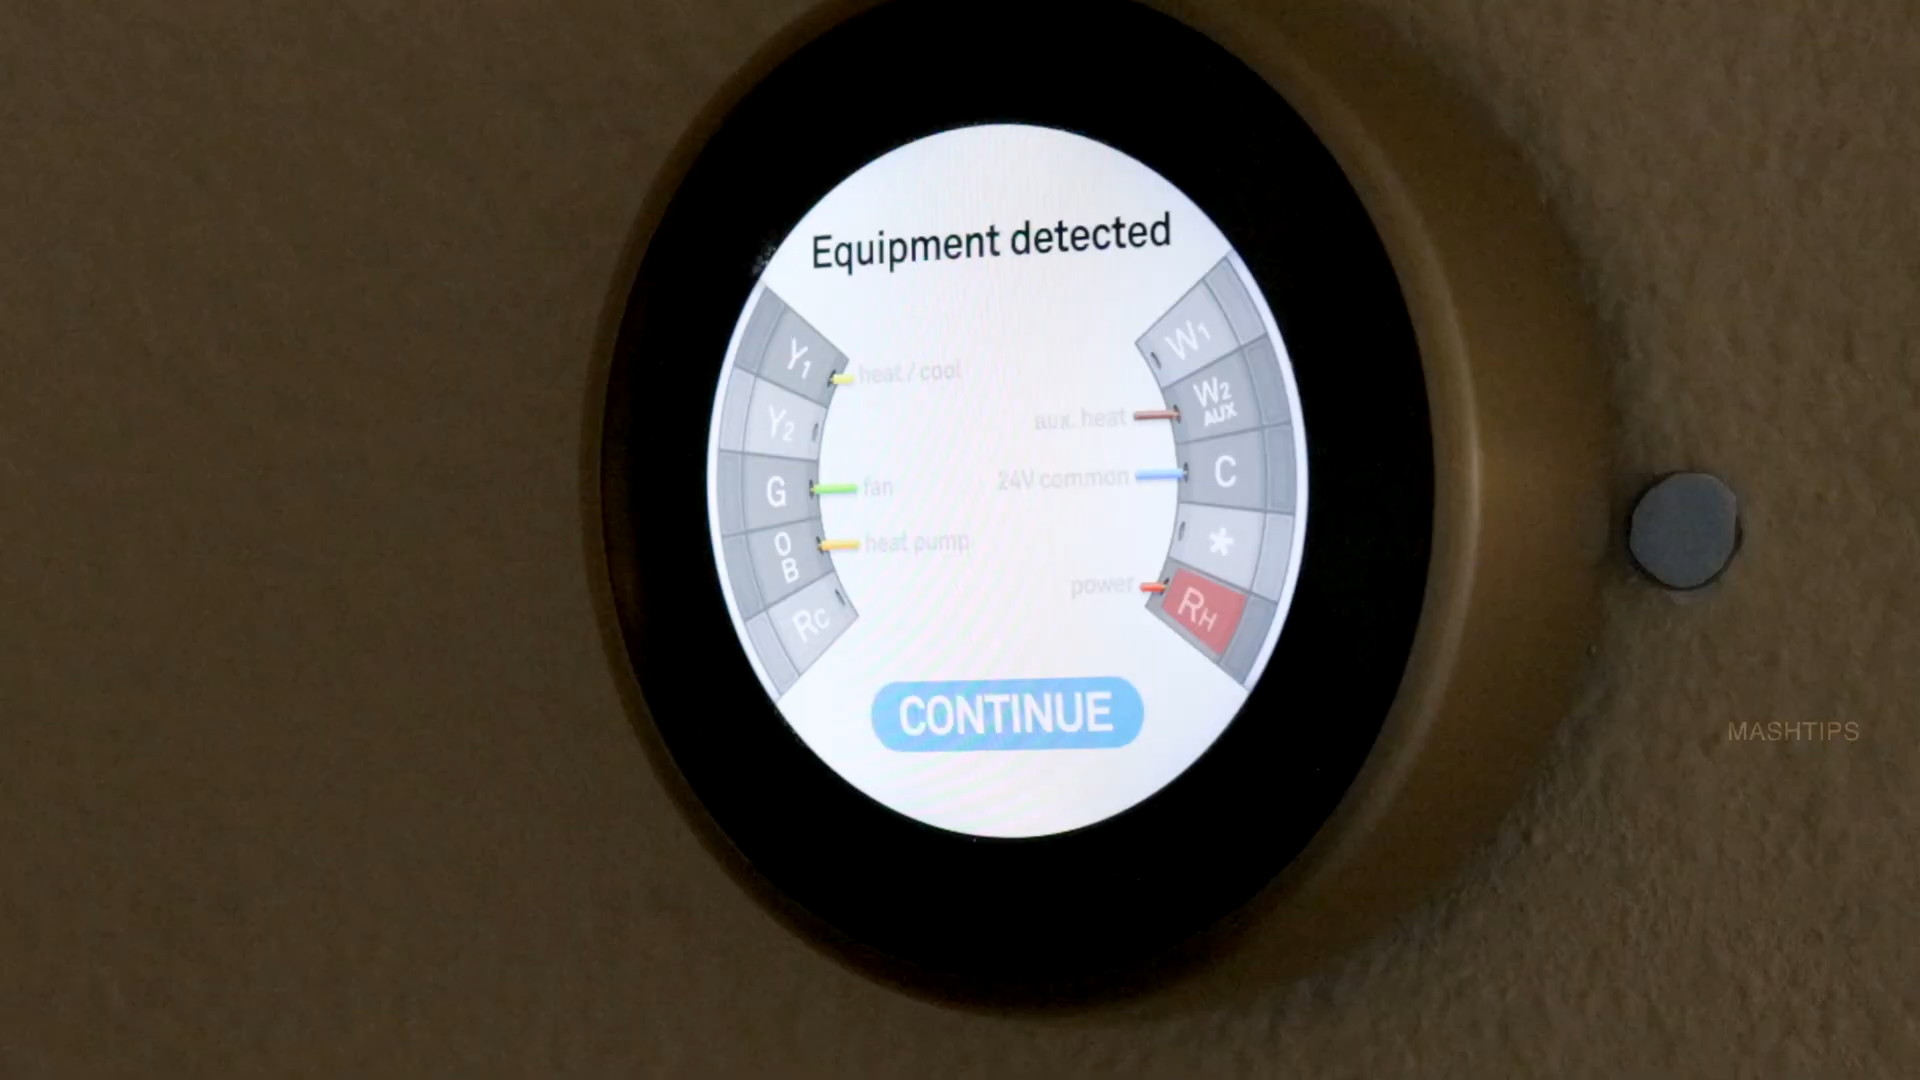 Equipment detected
Y1
heat / cool
Y2
G
fan
O
B
heat pump
Rc
W1
aux. heat
W2
AUX
24V common
C
*
power
RH
CONTINUE
MASHTIPS